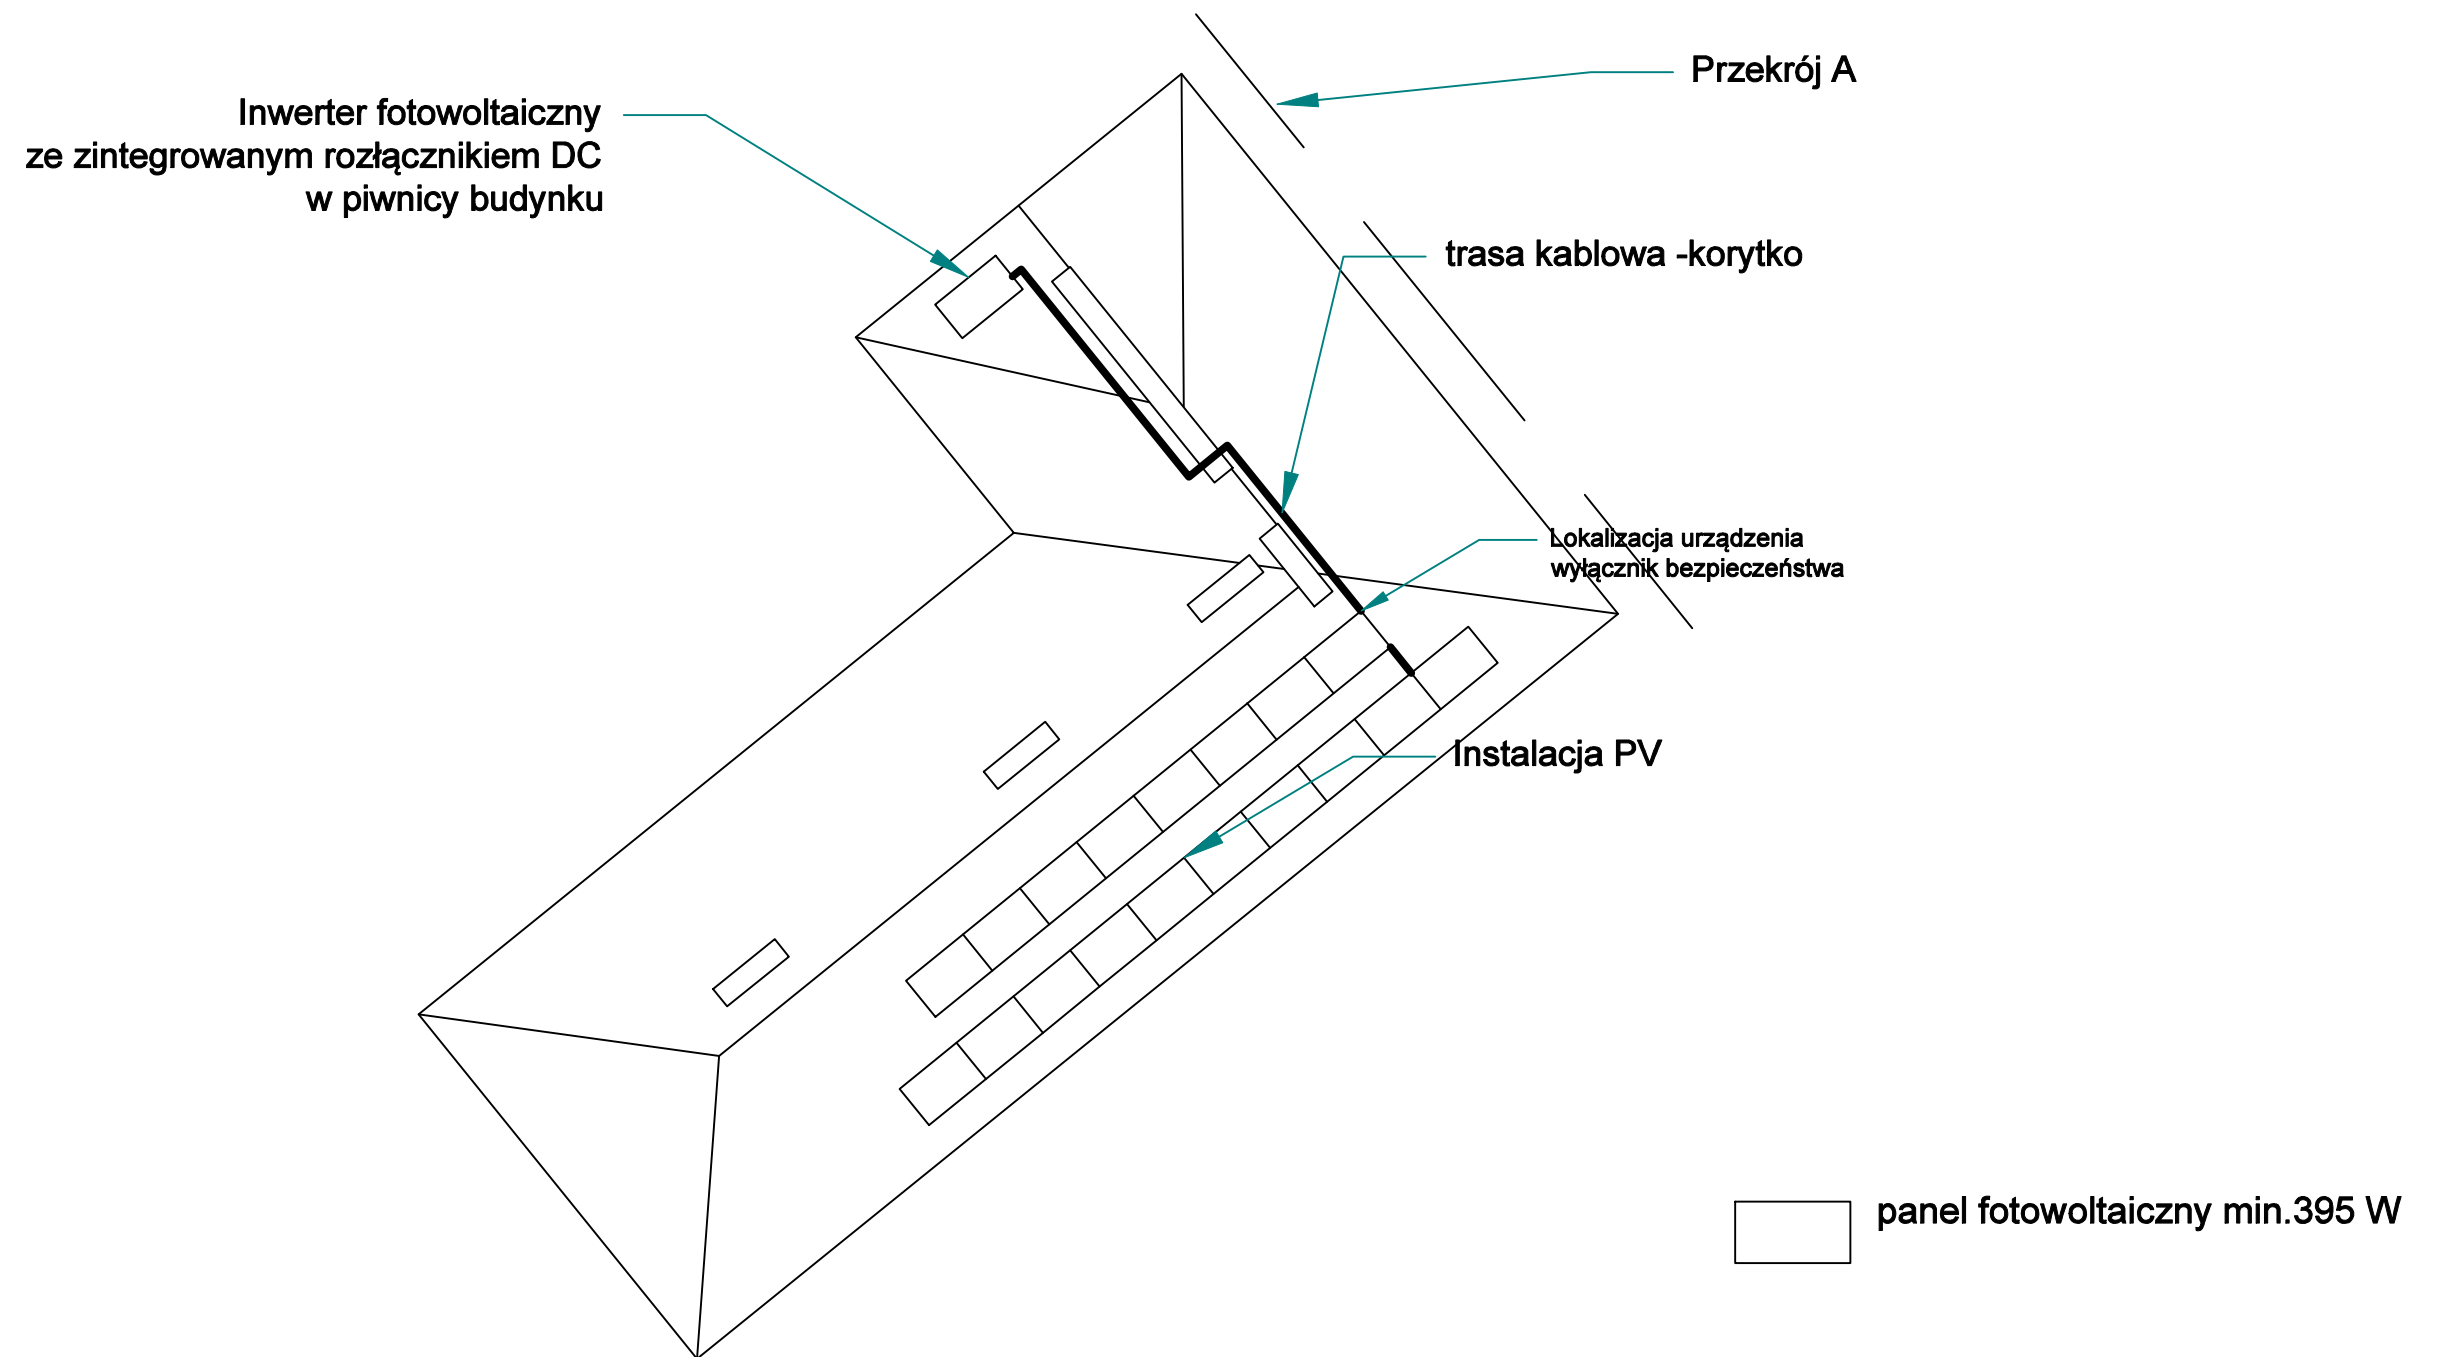 Przekrój A
Inwerter fotowoltaiczny
ze zintegrowanym rozłącznikiem DC
w piwnicy budynku
trasa kablowa -korytko
Lokalizacja urządzenia
wyłącznik bezpieczeństwa
Instalacja PV
panel fotowoltaiczny min.395 W